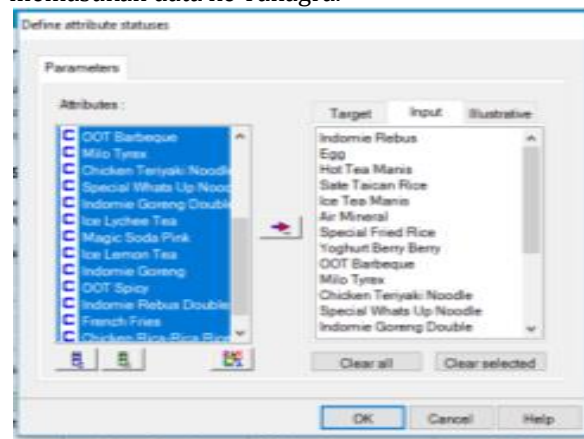 Define attribute statuses
Parameters
Attributes :
OOT Barbeque
Milo Tyrex
Chicken Teriyaki Noodle
Special Whats Up Nood
Indomie Goreng Double
Ice Lychee Tea
Magic Soda Pink
Ice Lemon Tea
Indomie Goreng
OOT Spicy
Indomie Rebus Double
French Fries
Target Input Illustrative
Indomie Rebus
Egg
Hot Tea Manis
Sate Taican Rice
Ice Tea Manis
Air Mineral
Special Fried Rice
Yoghurt Berry Berry
OOT Barbeque
Milo Tyrex
Chicken Teriyaki Noodle
Special Whats Up Noodle
Indomie Goreng Double
Clear all Clear selected
OK Cancel Help